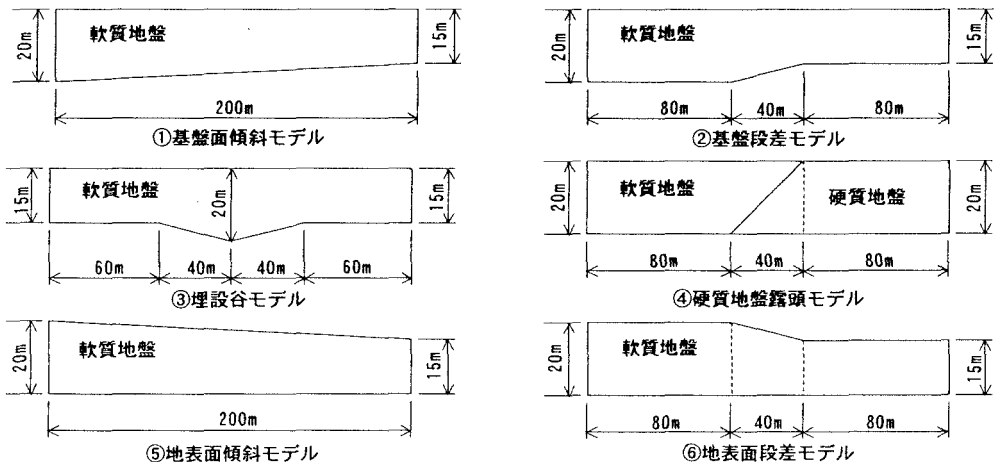 20m
軟質地盤
15m
200m
①基盤面傾斜モデル
20m
軟質地盤
15m
80m
40m
80m
②基盤段差モデル
15m
軟質地盤
20m
15m
60m
40m
40m
60m
③埋設谷モデル
20m
軟質地盤
硬質地盤
20m
80m
40m
80m
④硬質地盤露頭モデル
20m
軟質地盤
15m
200m
⑤地表面傾斜モデル
20m
軟質地盤
15m
80m
40m
80m
⑥地表面段差モデル